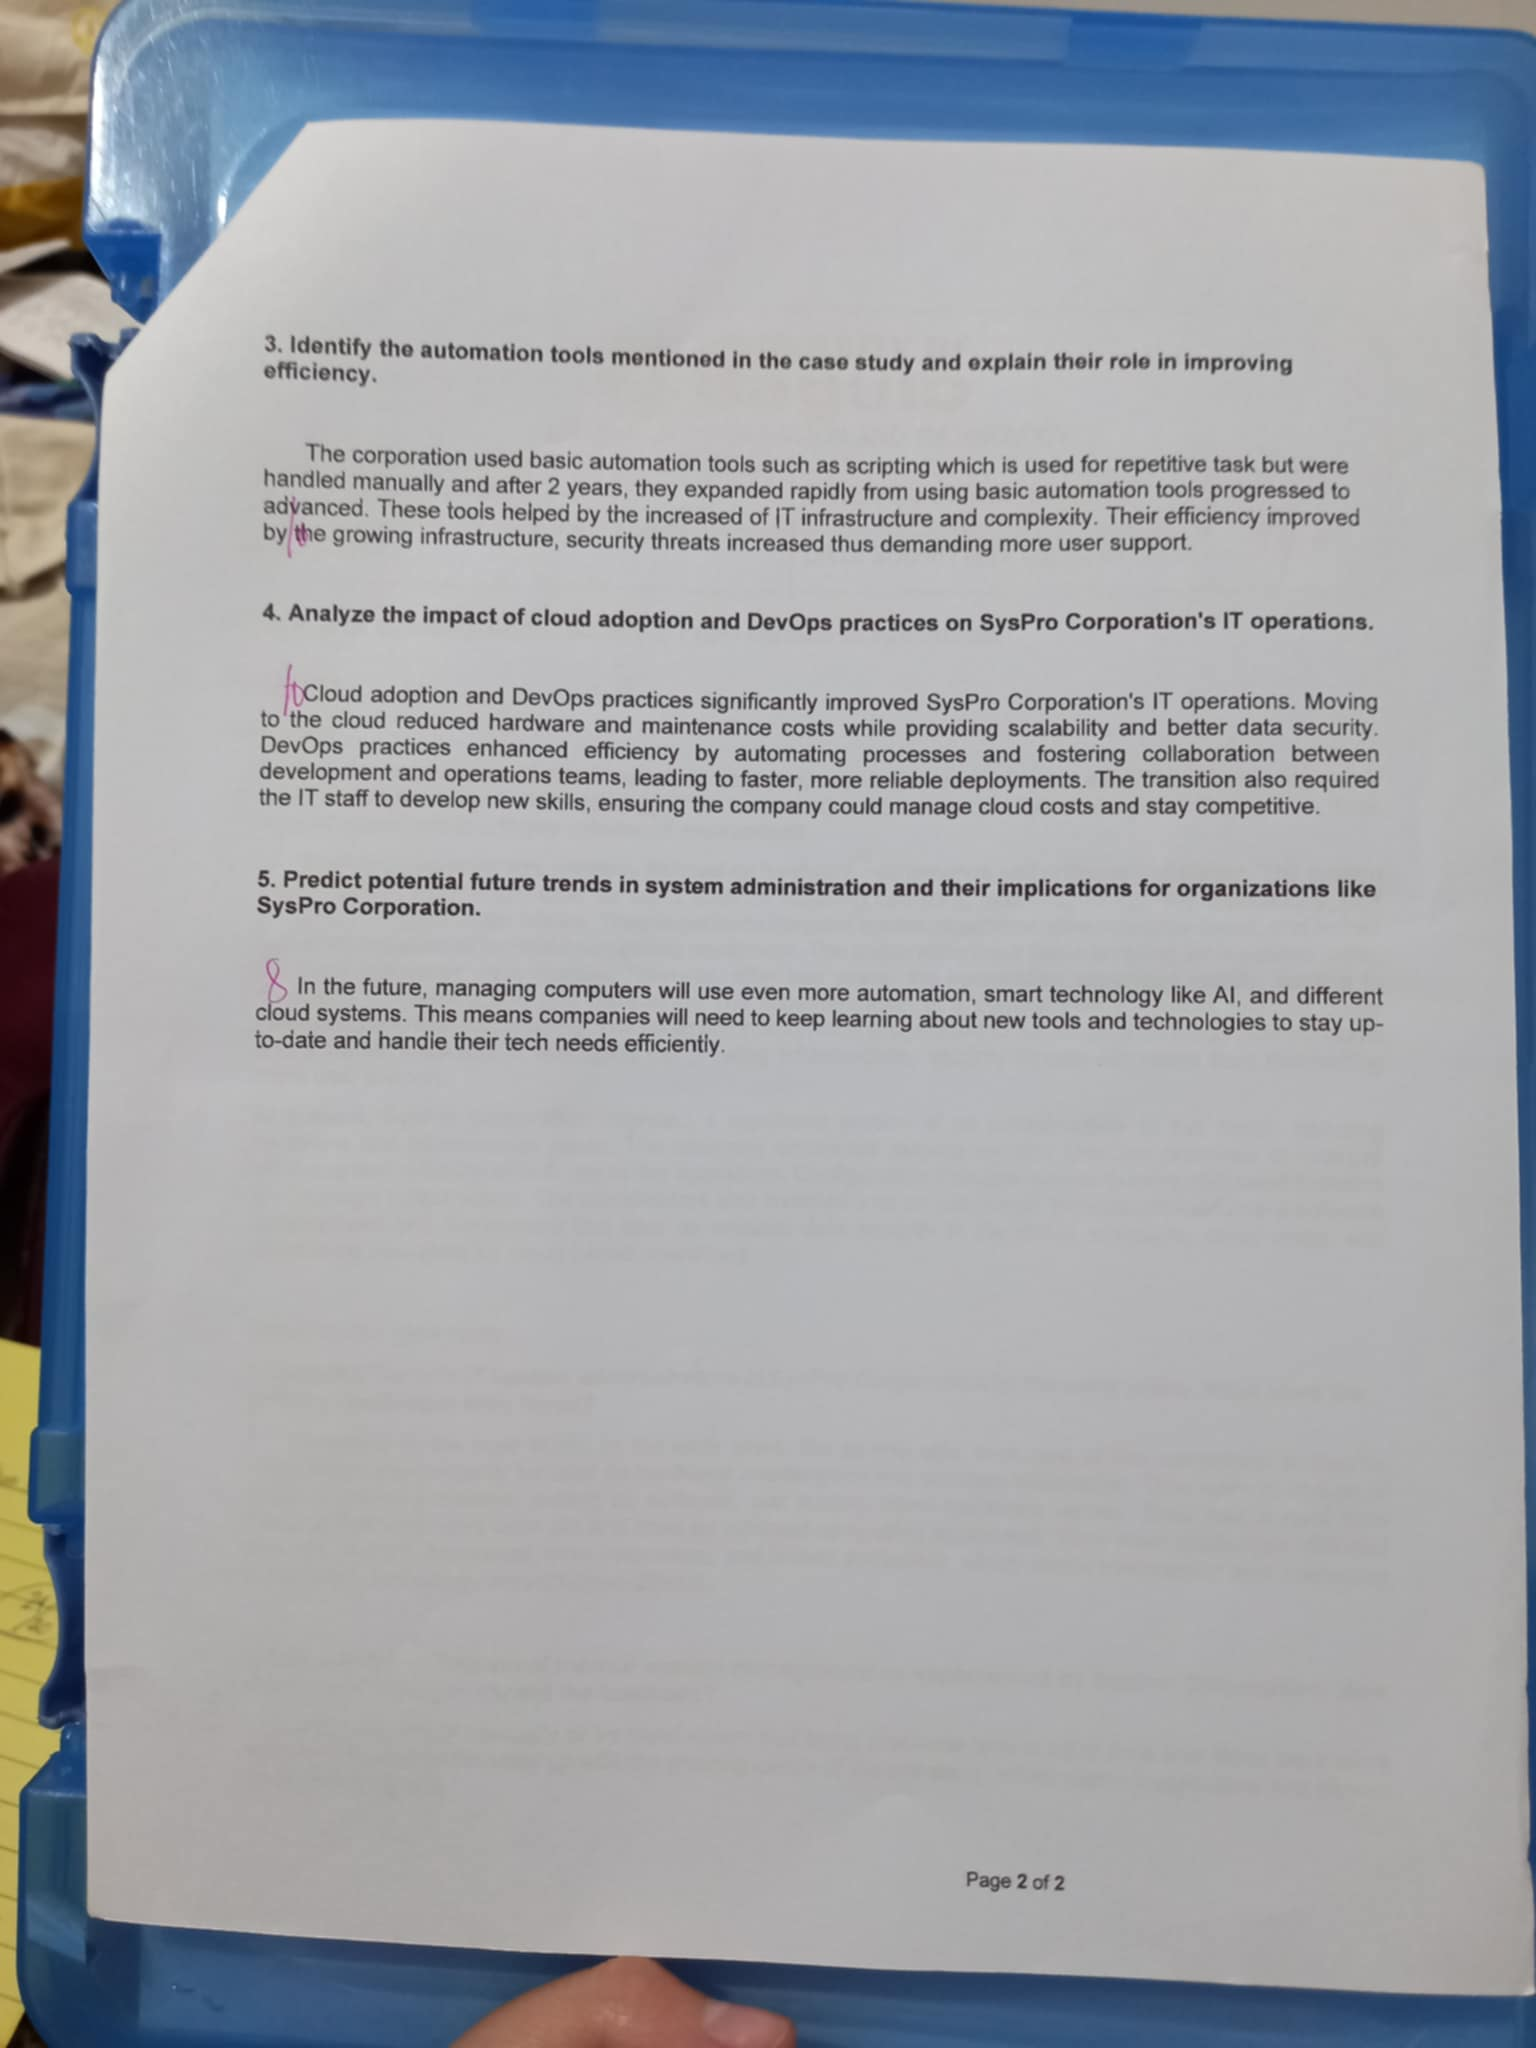 3. Identify the automation tools mentioned in the case study and explain their role in improving
efficiency.
The corporation used basic automation tools such as scripting which is used for repetitive task but were
handled manually and after 2 years, they expanded rapidly from using basic automation tools progressed to
advanced. These tools helped by the increased of IT infrastructure and complexity. Their efficiency improved
by the growing infrastructure, security threats increased thus demanding more user support.
4. Analyze the impact of cloud adoption and DevOps practices on SysPro Corporation's IT operations.
10
Cloud adoption and DevOps practices significantly improved SysPro Corporation's IT operations. Moving
to the cloud reduced hardware and maintenance costs while providing scalability and better data security.
DevOps practices enhanced efficiency by automating processes and fostering collaboration between
development and operations teams, leading to faster, more reliable deployments. The transition also required
the IT staff to develop new skills, ensuring the company could manage cloud costs and stay competitive.
5. Predict potential future trends in system administration and their implications for organizations like
SysPro Corporation.
8
In the future, managing computers will use even more automation, smart technology like AI, and different
cloud systems. This means companies will need to keep learning about new tools and technologies to stay up-
to-date and handle their tech needs efficiently.
Page 2 of 2